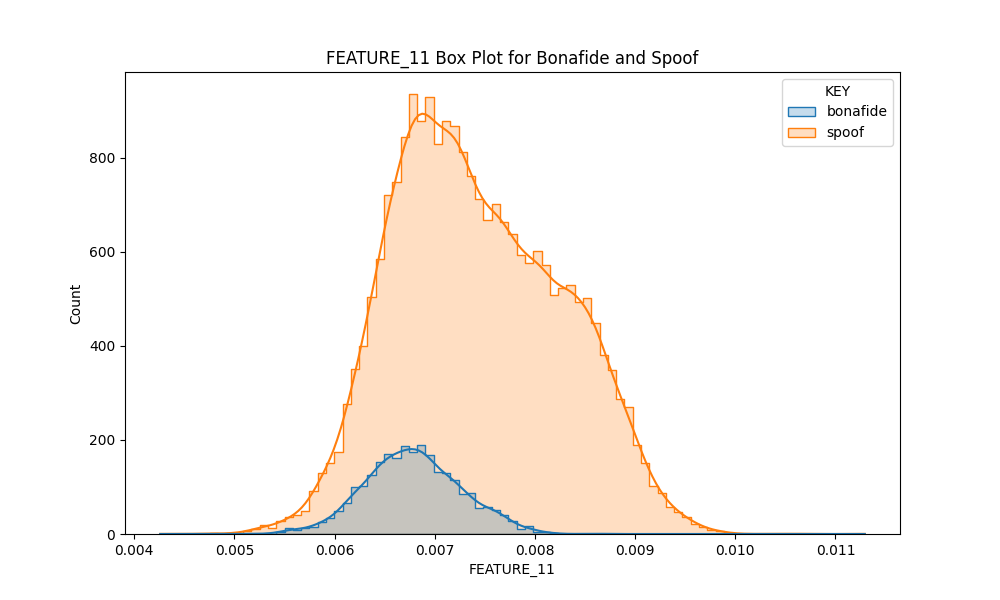 FEATURE_11 Box Plot for Bonafide and Spoof
KEY
bonafide
spoof
Count
800
600
400
200
0
0.004 0.005 0.006 0.007 0.008 0.009 0.010 0.011
FEATURE_11